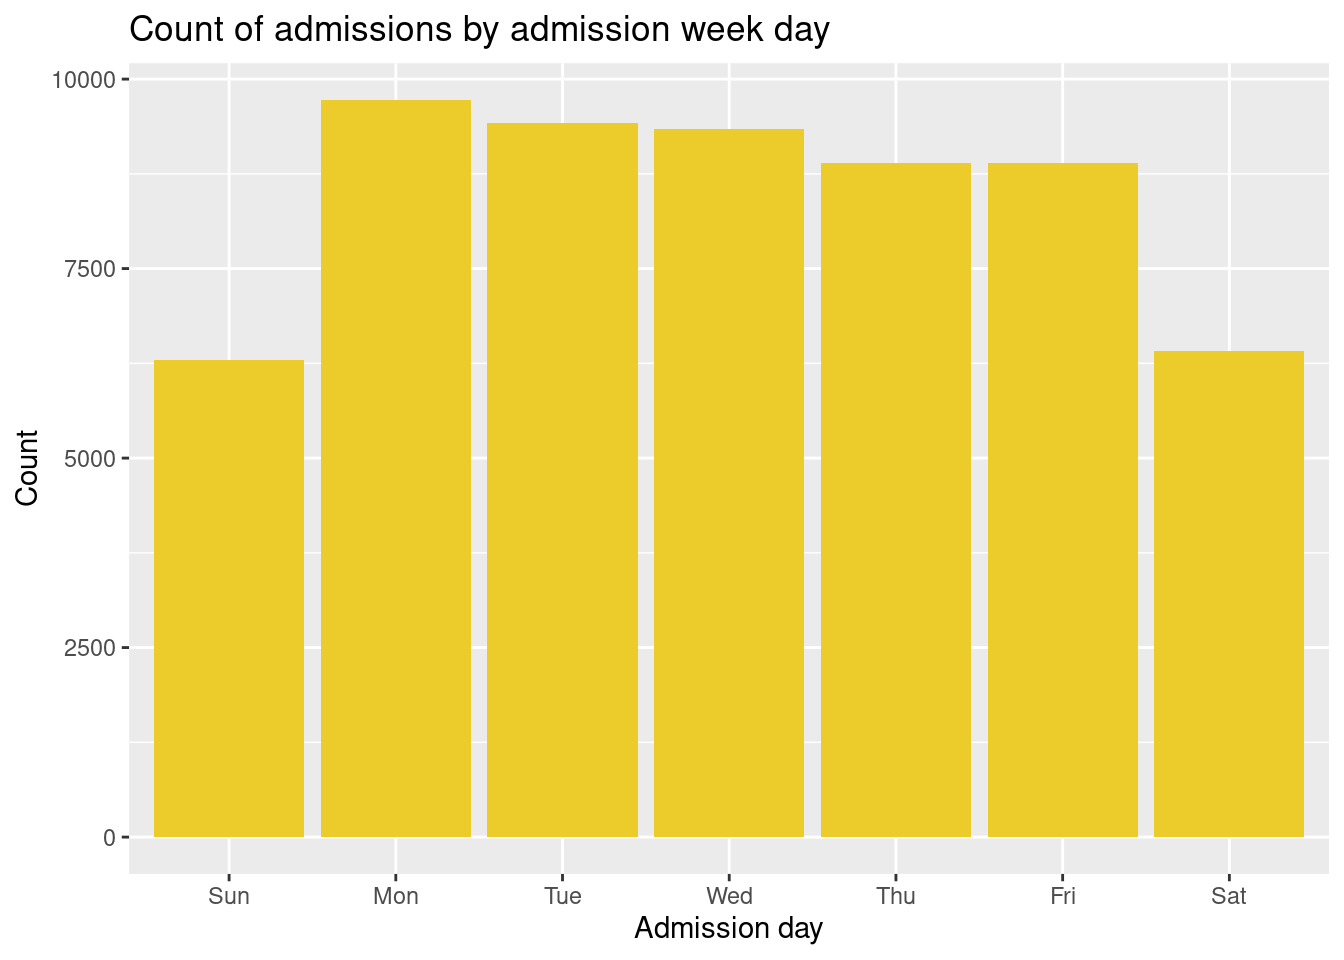 Count of admissions by admission week day
Count
10000
7500
5000
2500
0
Sun Mon Tue Wed Thu Fri Sat
Admission day